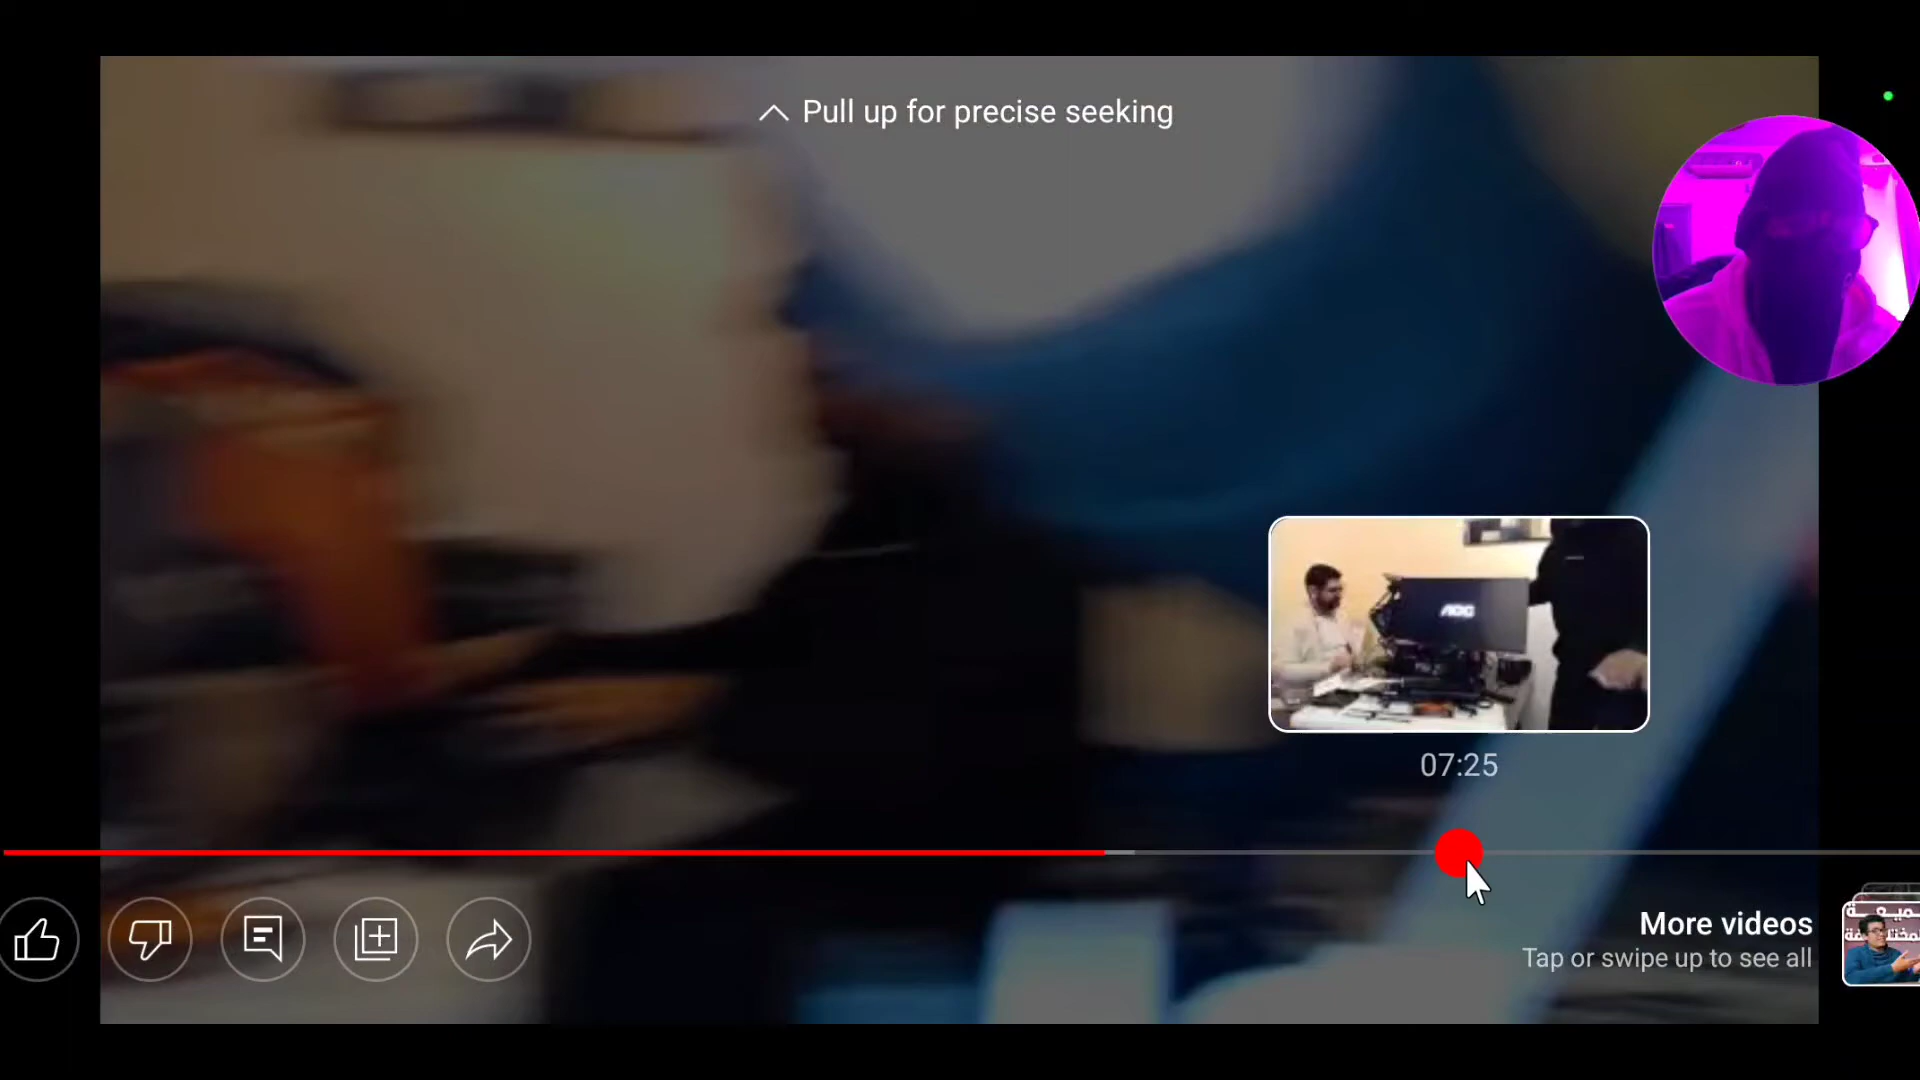 Pull up for precise seeking
AOC
07:25
More videos
Tap or swipe up to see all